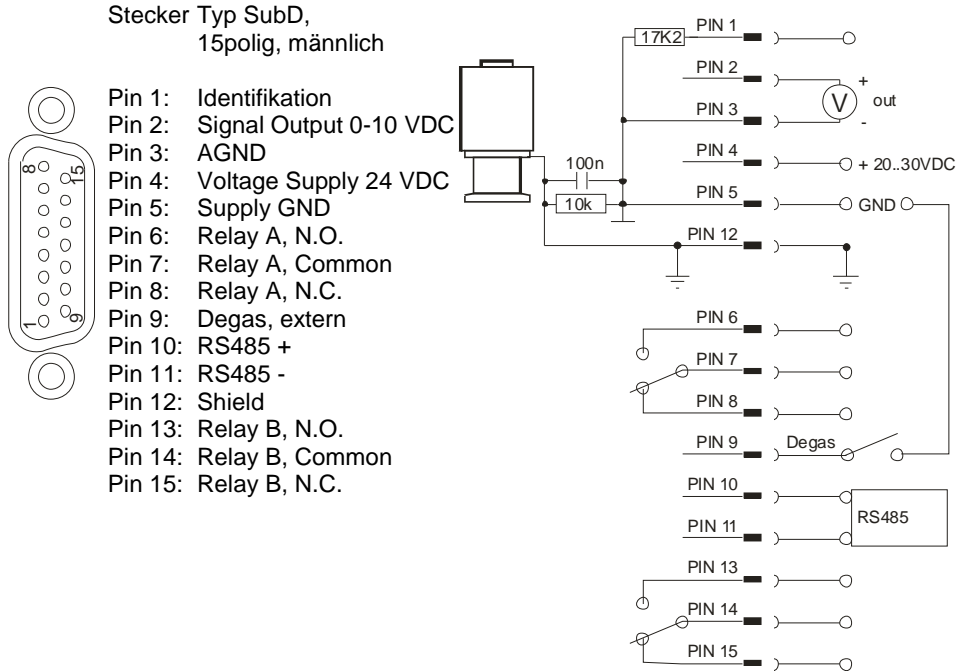 Stecker Typ SubD,
15polig, männlich
Pin 1: Identifikation
Pin 2: Signal Output 0-10 VDC
Pin 3: AGND
Pin 4: Voltage Supply 24 VDC
Pin 5: Supply GND
Pin 6: Relay A, N.O.
Pin 7: Relay A, Common
Pin 8: Relay A, N.C.
Pin 9: Degas, extern
Pin 10: RS485 +
Pin 11: RS485 -
Pin 12: Shield
Pin 13: Relay B, N.O.
Pin 14: Relay B, Common
Pin 15: Relay B, N.C.
8
15
1
9
17K2
PIN 1
PIN 2
+
V out
-
PIN 3
PIN 4
+ 20..30VDC
100n
10k
PIN 5
GND
PIN 12
PIN 6
PIN 7
PIN 8
PIN 9
Degas
PIN 10
RS485
PIN 11
PIN 13
PIN 14
PIN 15